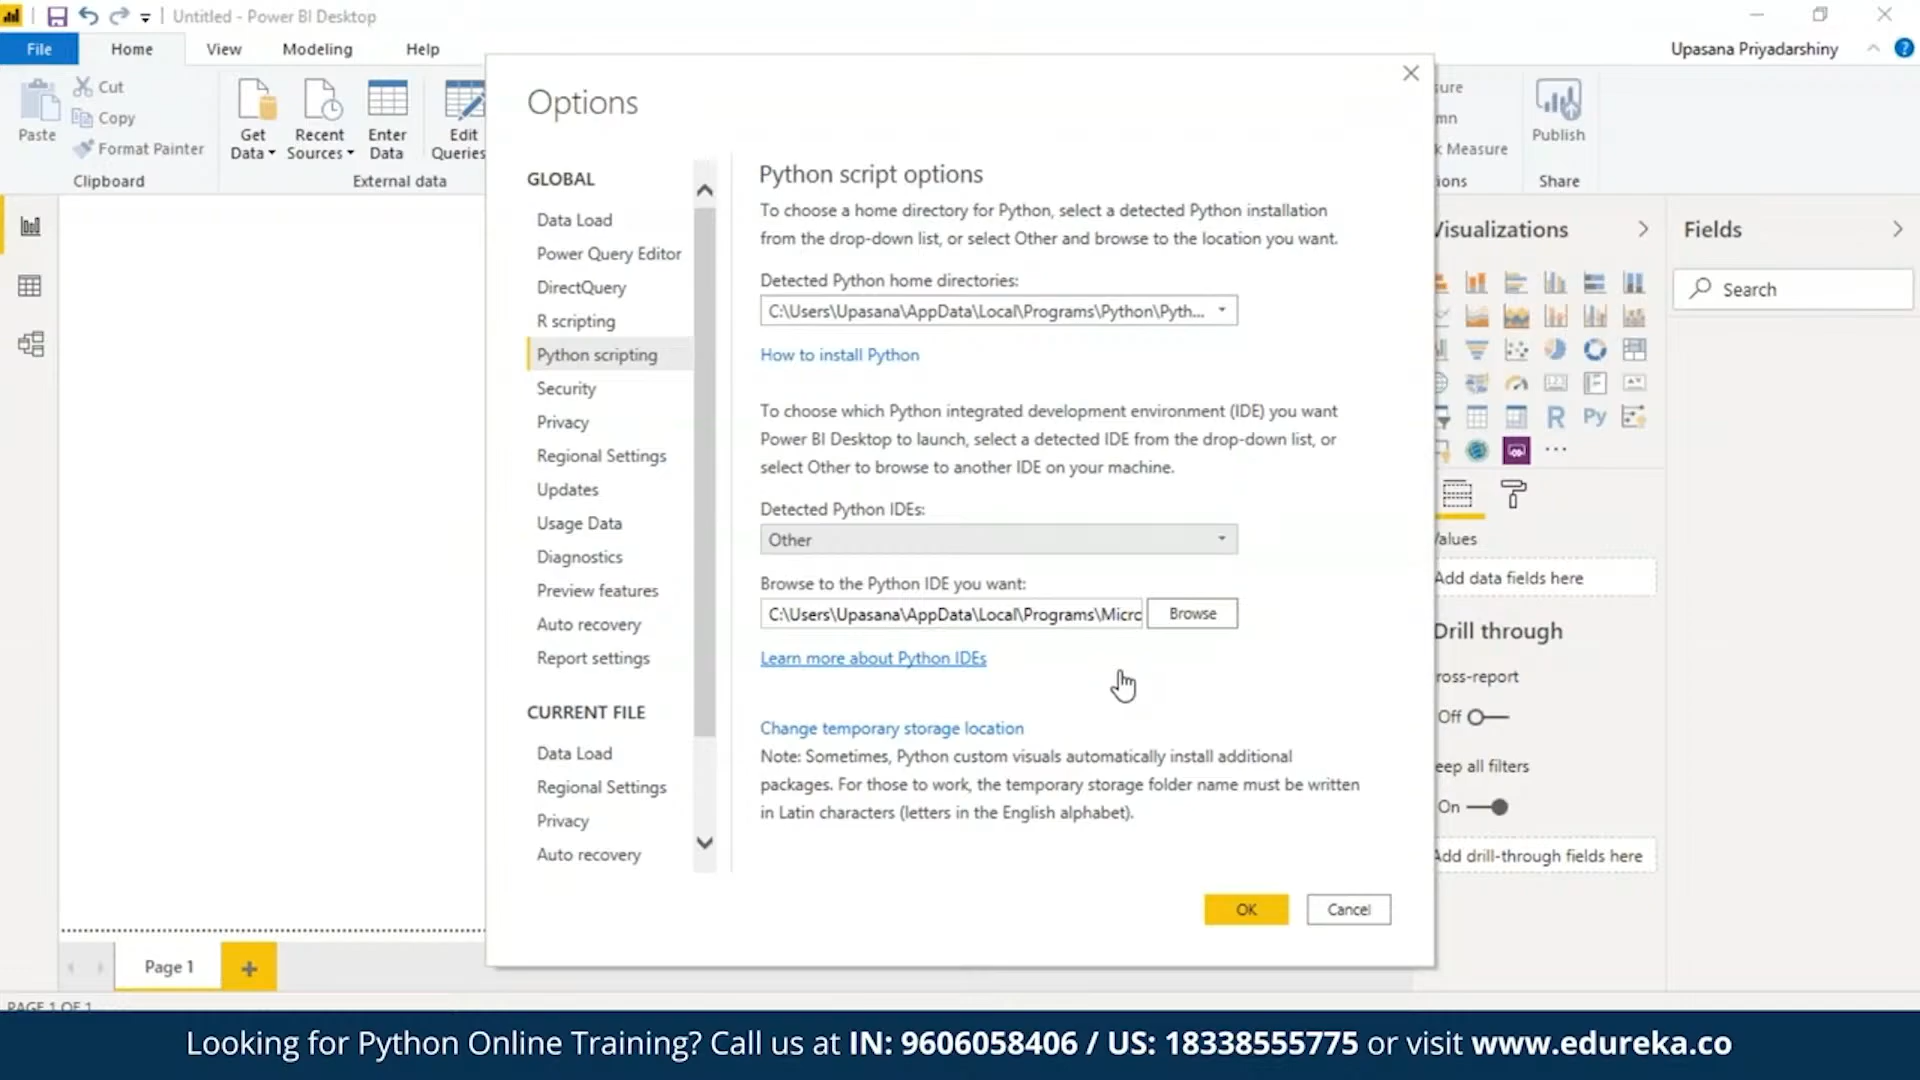 Untitled - Power BI Desktop
File
Home
View
Modeling
Help
Upasana Priyadarshiny
Paste
Cut
Copy
Format Painter
Clipboard
Get
Data
Recent
Sources
Enter
Data
Edit
Queries
External data
k Measure
Publish
Share
Options
GLOBAL
Data Load
Power Query Editor
DirectQuery
R scripting
Python scripting
Security
Privacy
Regional Settings
Updates
Usage Data
Diagnostics
Preview features
Auto recovery
Report settings
CURRENT FILE
Data Load
Regional Settings
Privacy
Auto recovery
Python script options
To choose a home directory for Python, select a detected Python installation
from the drop-down list, or select Other and browse to the location you want.
Detected Python home directories:
C:\Users\Upasana\AppData\Local\Programs\Python\Pyth...
How to install Python
To choose which Python integrated development environment (IDE) you want
Power BI Desktop to launch, select a detected IDE from the drop-down list, or
select Other to browse to another IDE on your machine.
Detected Python IDEs:
Other
Browse to the Python IDE you want:
C:\Users\Upasana\AppData\Local\Programs\Micrc
Browse
Learn more about Python IDEs
Change temporary storage location
Note: Sometimes, Python custom visuals automatically install additional
packages. For those to work, the temporary storage folder name must be written
in Latin characters (letters in the English alphabet).
OK
Cancel
Visualizations
R
Py
Values
Add data fields here
Drill through
ross-report
Off
eep all filters
On
Add drill-through fields here
Fields
Search
Page 1
PAGE 1 OF 1
Looking for Python Online Training? Call us at IN: 9606058406 / US: 18338555775 or visit www.edureka.co